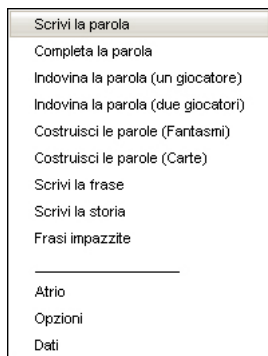 Scrivi la parola
Completa la parola
Indovina la parola (un giocatore)
Indovina la parola (due giocatori)
Costruisci le parole (Fantasmi)
Costruisci le parole (Carte)
Scrivi la frase
Scrivi la storia
Frasi impazzite
Atrio
Opzioni
Dati